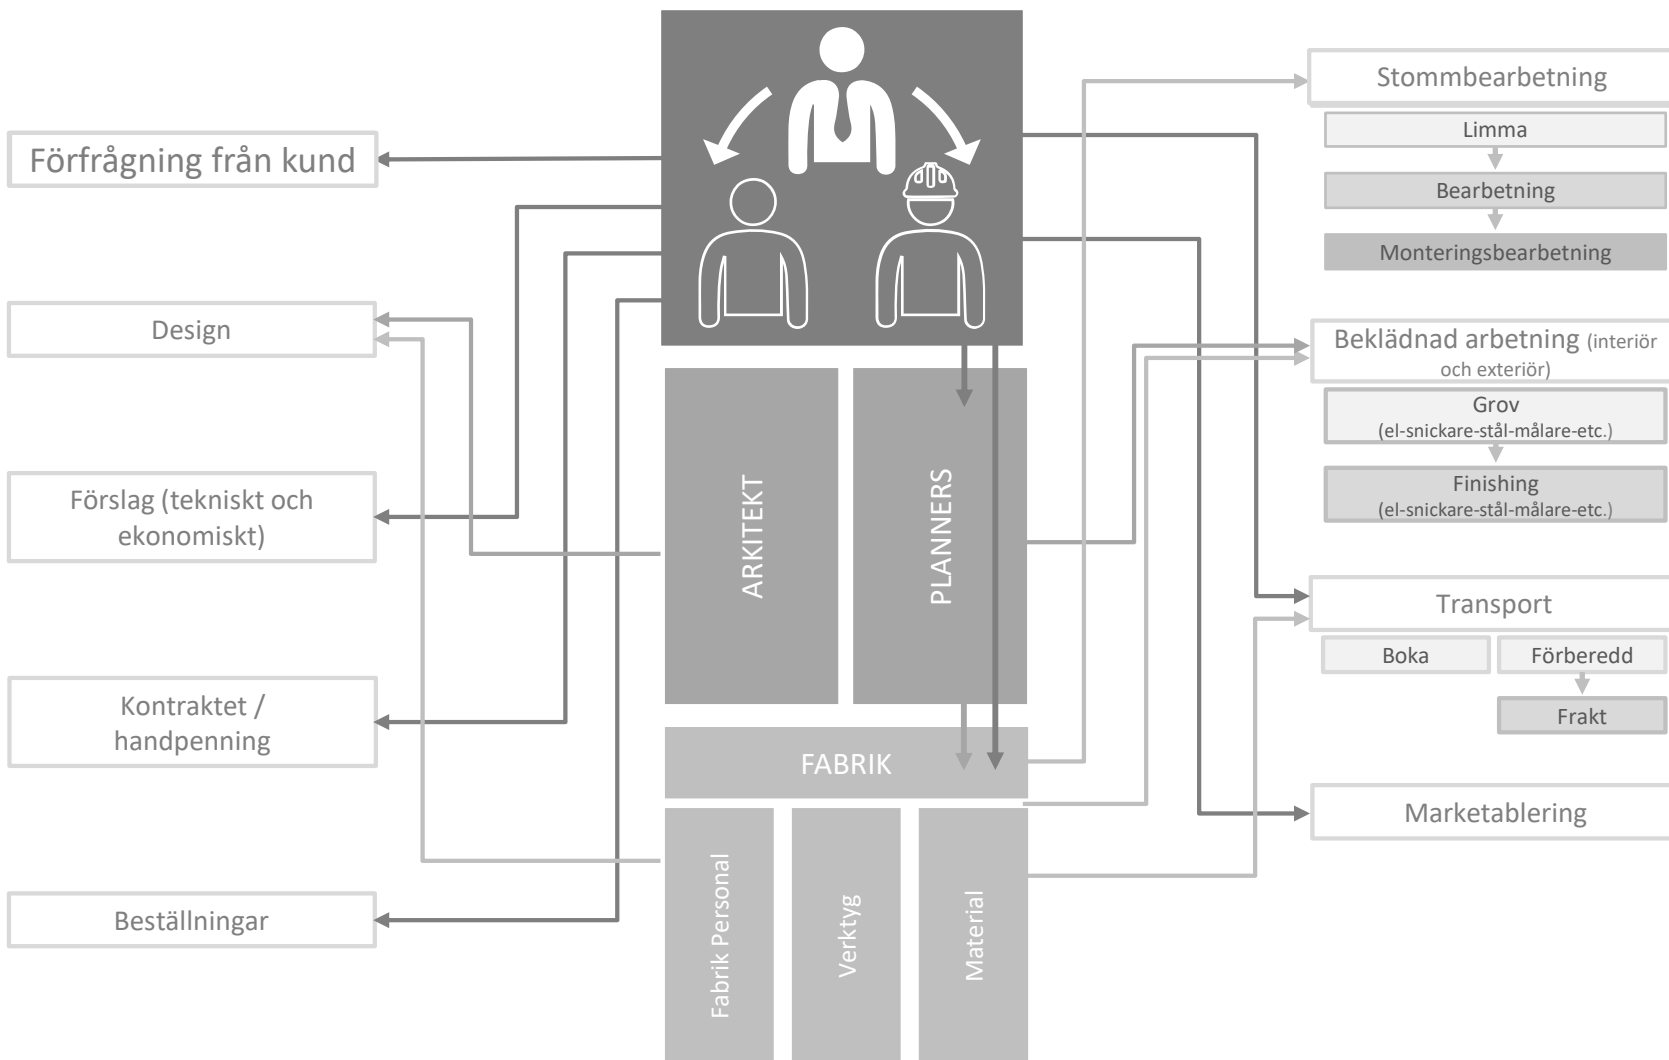 Förfrågning från kund
Design
Förslag (tekniskt och
ekonomiskt)
Kontraktet /
handpenning
Beställningar
ARKITEKT
PLANNERS
FABRIK
Fabrik Personal
Verktyg
Material
Stommbearbetning
Limma
Bearbetning
Monteringsbearbetning
Beklädnad arbetning (interiör
och exteriör)
Grov
(el-snickare-stål-målare-etc.)
Finishing
(el-snickare-stål-målare-etc.)
Transport
Boka
Förberedd
Frakt
Marketablering